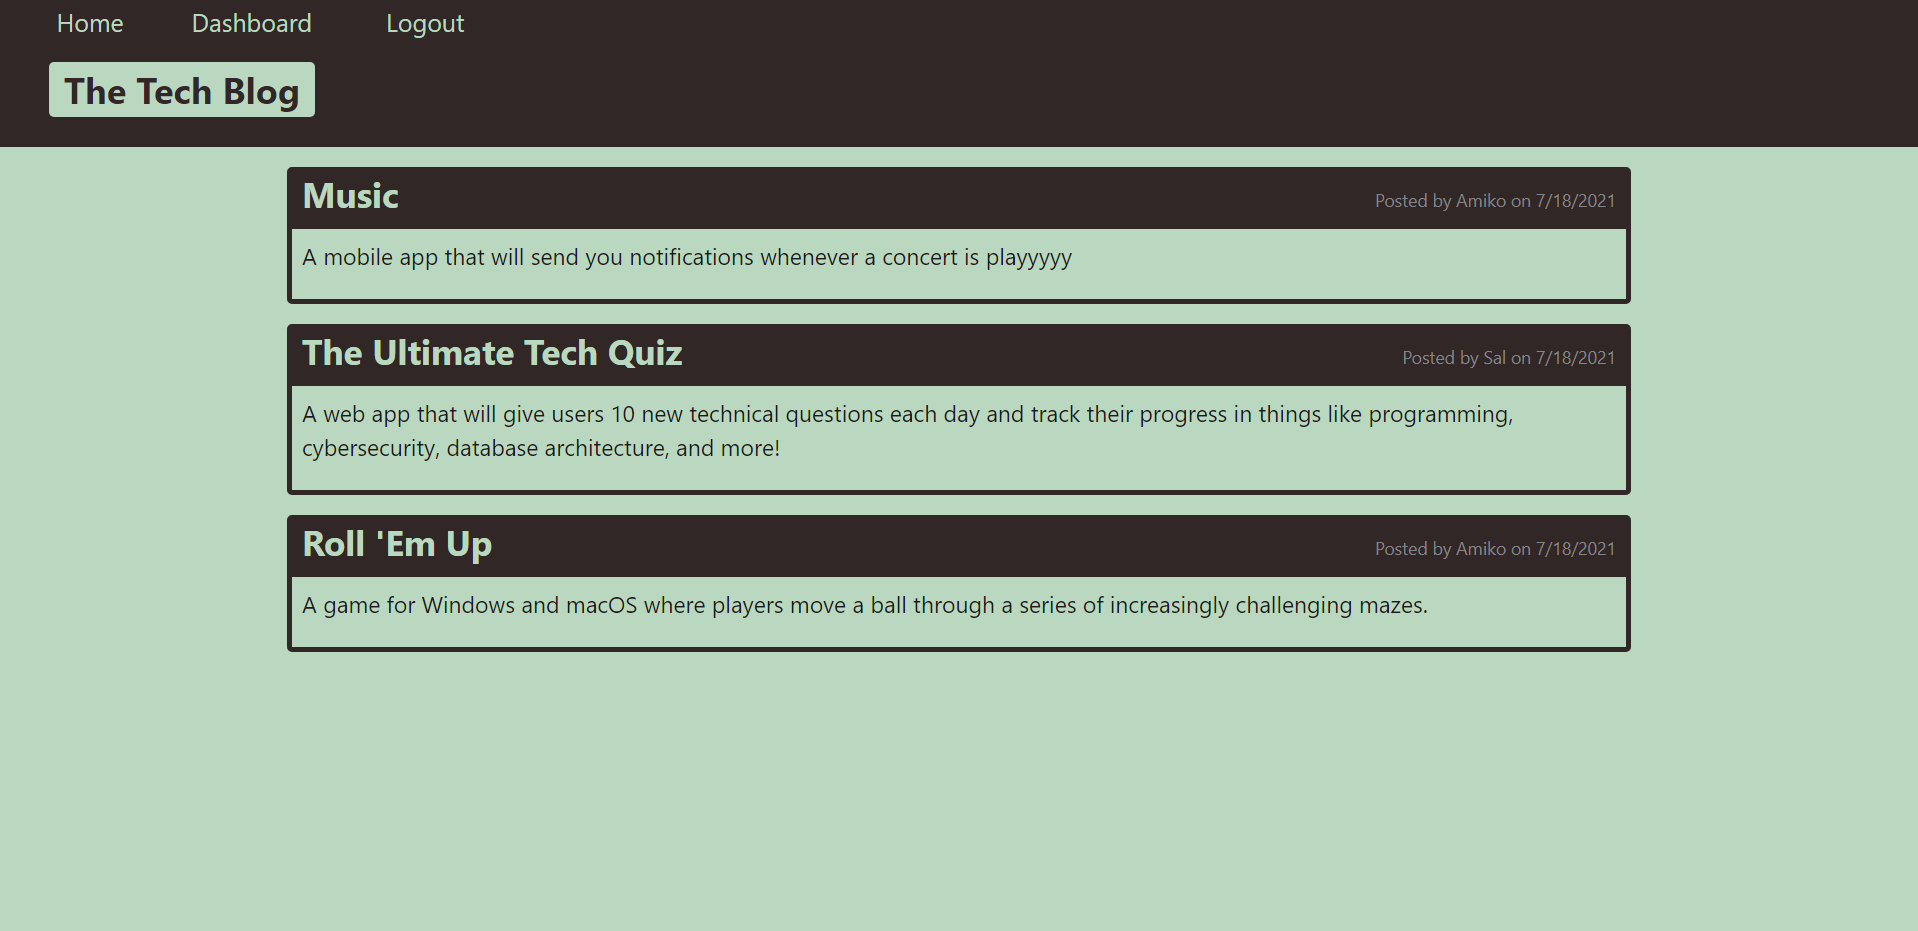 Home Dashboard Logout
The Tech Blog
Music
Posted by Amiko on 7/18/2021
A mobile app that will send you notifications whenever a concert is playyyyy
The Ultimate Tech Quiz
Posted by Sal on 7/18/2021
A web app that will give users 10 new technical questions each day and track their progress in things like programming,
cybersecurity, database architecture, and more!
Roll 'Em Up
Posted by Amiko on 7/18/2021
A game for Windows and macOS where players move a ball through a series of increasingly challenging mazes.